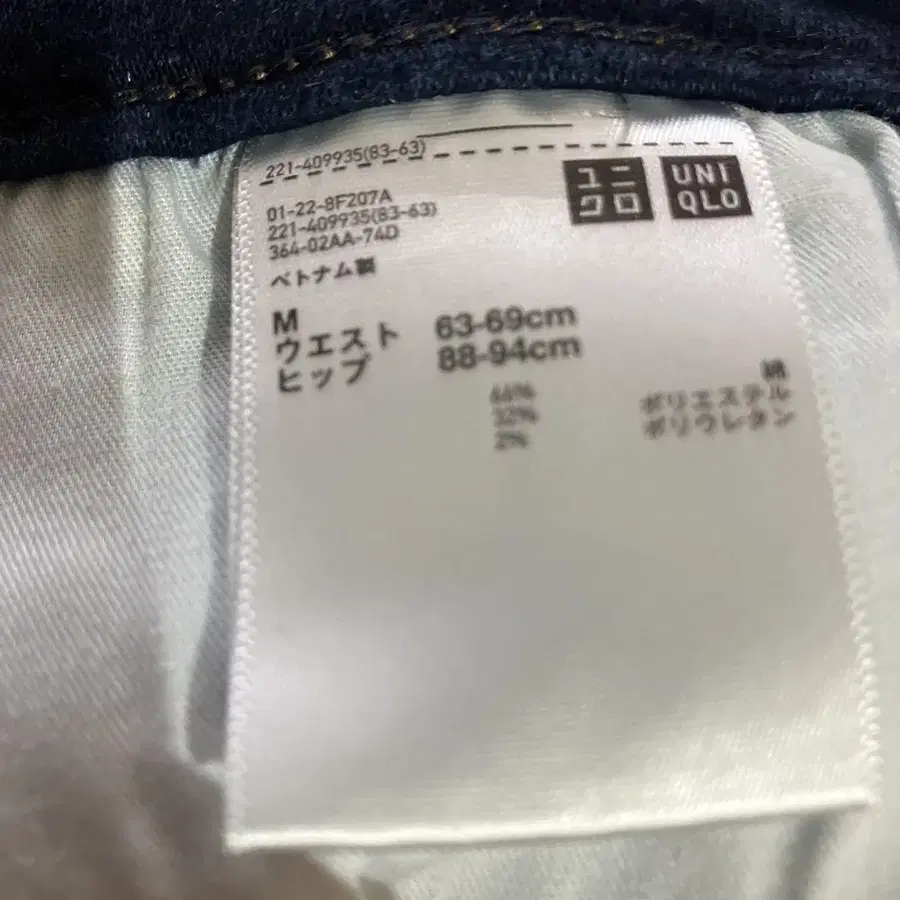 221-409935(83-63)
ユニクロ
UNIQLO
01-22-8F207A
221-409935(83-63)
364-02AA-74D
ベトナム製
M
ウエスト 63-69cm
ヒップ 88-94cm
66% 綿
32% ポリエステル
2% ポリウレタン